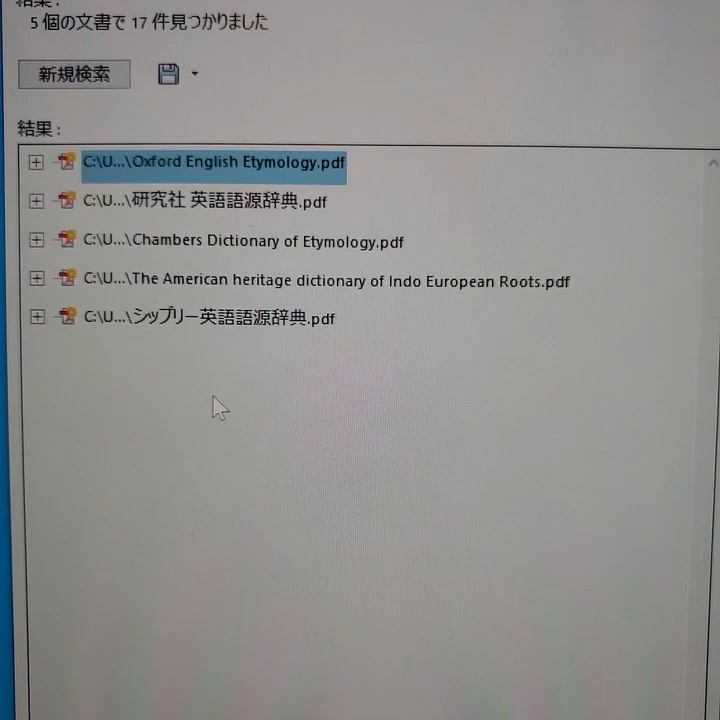 結果:
5 個の文書で 17 件見つかりました
新規検索
結果:
C:\U...\Oxford English Etymology.pdf
C:\U...\研究社 英語語源辞典.pdf
C:\U...\Chambers Dictionary of Etymology.pdf
C:\U...\The American heritage dictionary of Indo European Roots.pdf
C:\U...\シップリー英語語源辞典.pdf